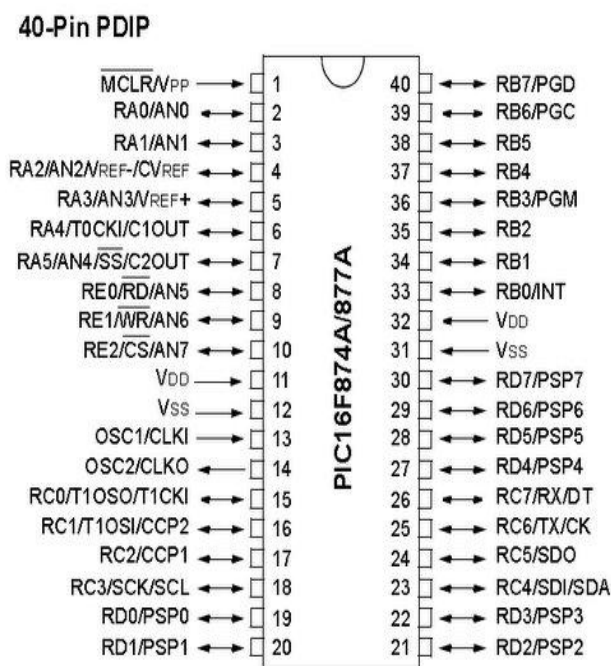 40-Pin PDIP
MCLR/VPP 1 40 RB7/PGD
RA0/AN0 2 39 RB6/PGC
RA1/AN1 3 38 RB5
RA2/AN2/VREF-/CVREF 4 37 RB4
RA3/AN3/VREF+ 5 36 RB3/PGM
RA4/T0CKI/C1OUT 6 35 RB2
RA5/AN4/SS/C2OUT 7 34 RB1
RE0/RD/AN5 8 33 RB0/INT
RE1/WR/AN6 9 32 VDD
RE2/CS/AN7 10 31 VSS
VDD 11 30 RD7/PSP7
VSS 12 29 RD6/PSP6
OSC1/CLKI 13 28 RD5/PSP5
OSC2/CLKO 14 27 RD4/PSP4
RC0/T1OSO/T1CKI 15 26 RC7/RX/DT
RC1/T1OSI/CCP2 16 25 RC6/TX/CK
RC2/CCP1 17 24 RC5/SDO
RC3/SCK/SCL 18 23 RC4/SDI/SDA
RD0/PSP0 19 22 RD3/PSP3
RD1/PSP1 20 21 RD2/PSP2
PIC16F874A/877A